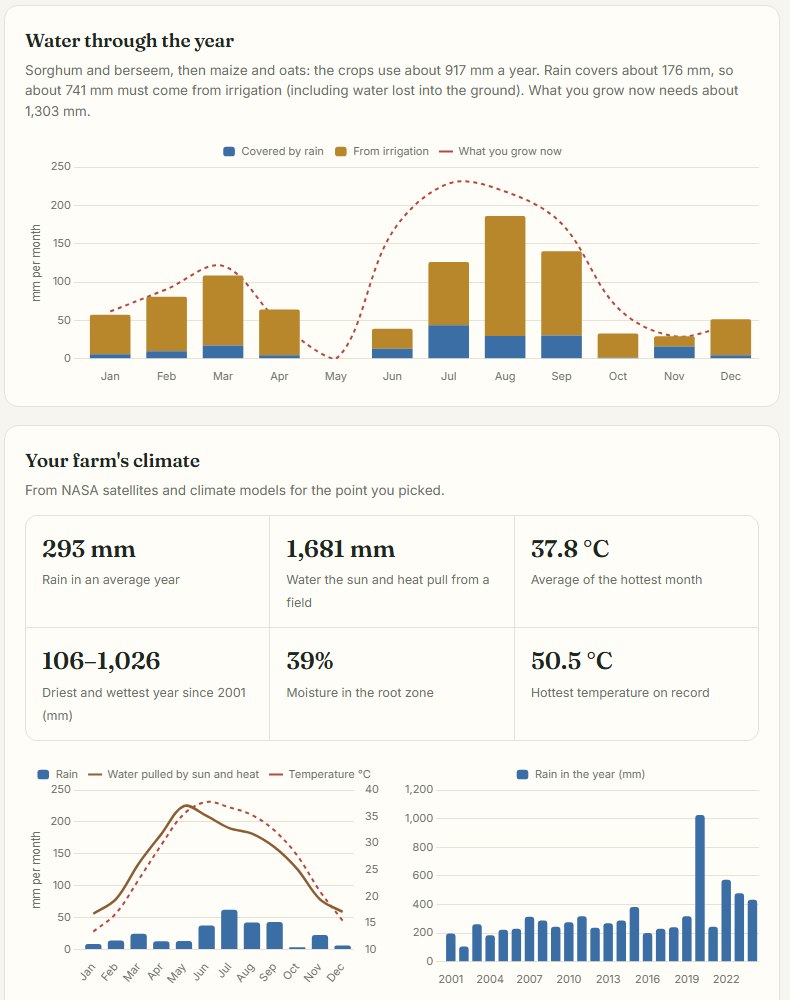 Water through the year
Sorghum and berseem, then maize and oats: the crops use about 917 mm a year. Rain covers about 176 mm, so
about 741 mm must come from irrigation (including water lost into the ground). What you grow now needs about
1,303 mm.
Covered by rain From irrigation What you grow now
250
200
150
100
50
0
mm per month
Jan Feb Mar Apr May Jun Jul Aug Sep Oct Nov Dec
Your farm's climate
From NASA satellites and climate models for the point you picked.
293 mm
Rain in an average year
1,681 mm
Water the sun and heat pull from a
field
37.8 °C
Average of the hottest month
106–1,026
Driest and wettest year since 2001
(mm)
39%
Moisture in the root zone
50.5 °C
Hottest temperature on record
Rain Water pulled by sun and heat Temperature °C
250 40
200 35
30
150
25
100
20
50 15
0 10
mm per month
Jan Feb Mar Apr May Jun Jul Aug Sep Oct Nov Dec
Rain in the year (mm)
1,200
1,000
800
600
400
200
0
2001 2004 2007 2010 2013 2016 2019 2022